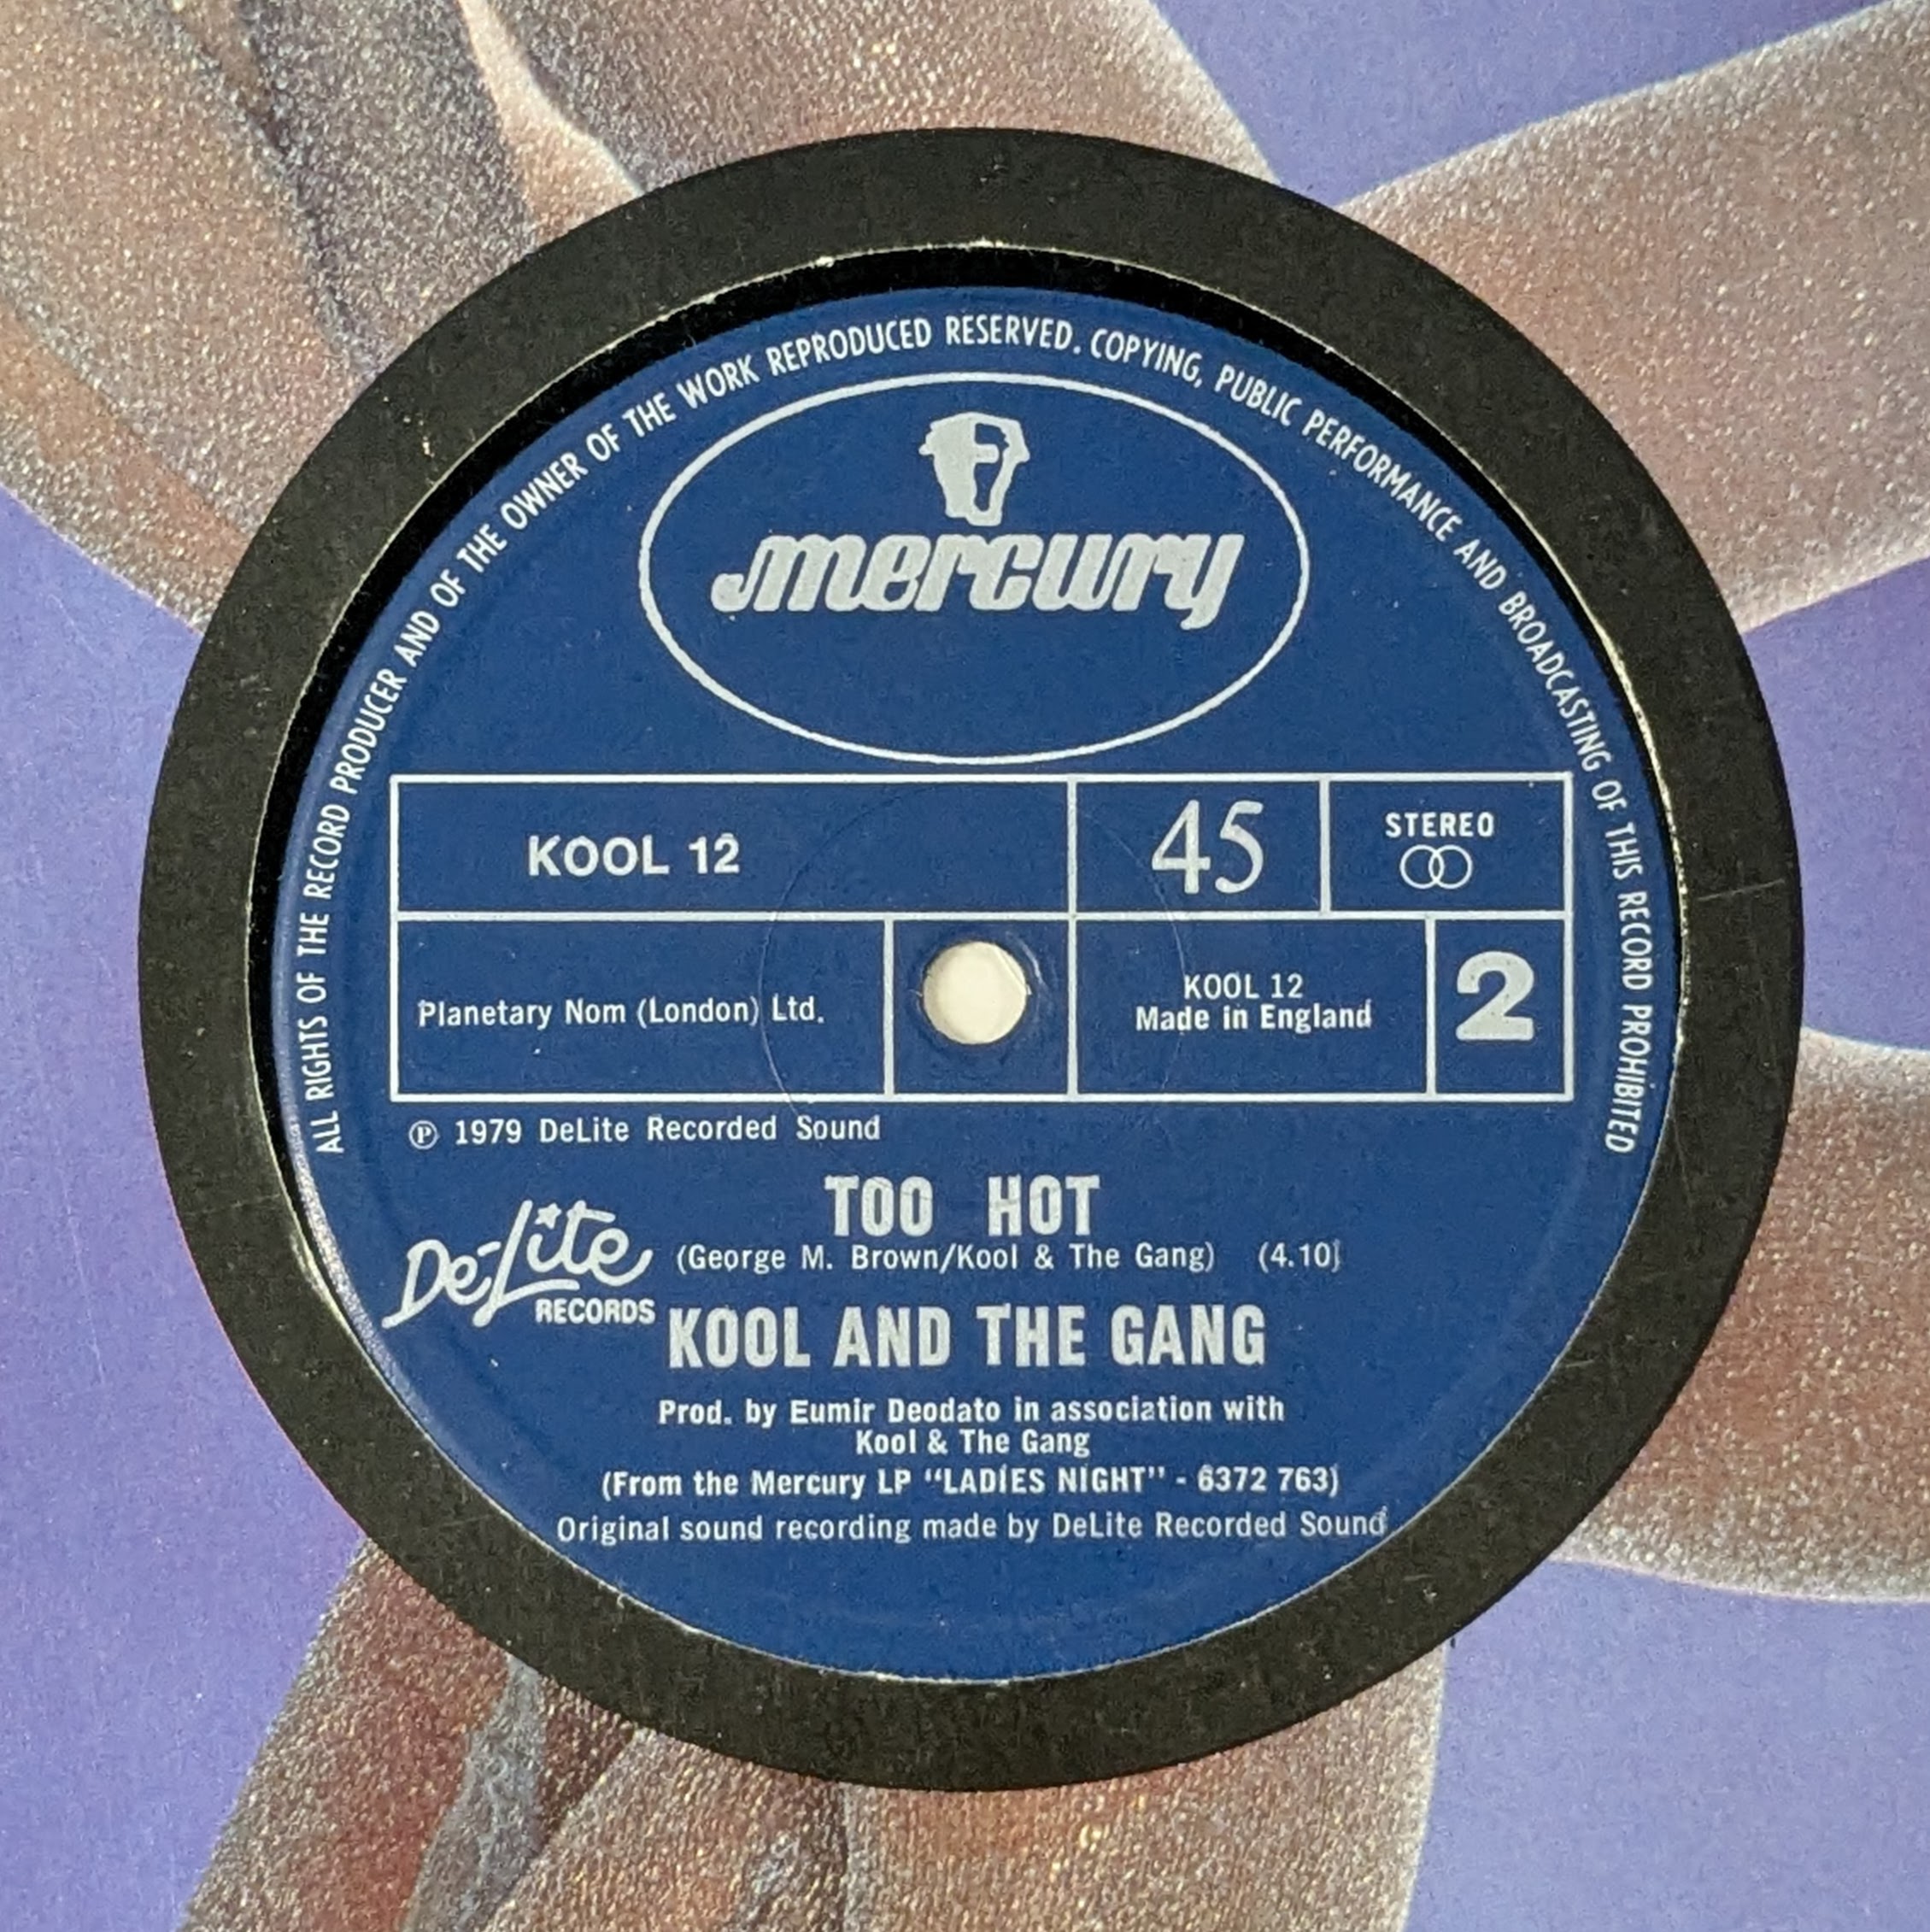 ALL RIGHTS OF THE RECORD PRODUCER AND OF THE OWNER OF THE WORK REPRODUCED RESERVED. COPYING, PUBLIC PERFORMANCE AND BROADCASTING OF THIS RECORD PROHIBITED
mercury
KOOL 12
45
STEREO
Planetary Nom (London) Ltd.
KOOL 12
Made in England
2
℗ 1979 DeLite Recorded Sound
TOO HOT
De-Lite
RECORDS
(George M. Brown/Kool & The Gang) (4.10)
KOOL AND THE GANG
Prod. by Eumir Deodato in association with
Kool & The Gang
(From the Mercury LP "LADIES NIGHT" - 6372 763)
Original sound recording made by DeLite Recorded Sound